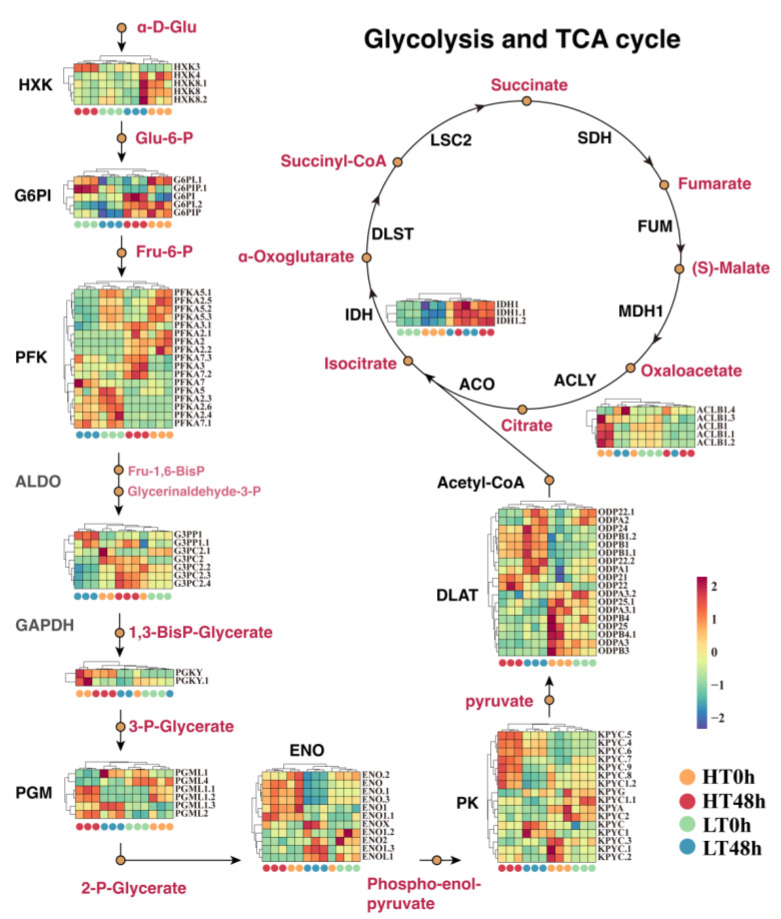 Glycolysis and TCA cycle
α-D-Glu
HXK
HXK3
HXK4
HXK8.1
HXK8
HXK8.2
Glu-6-P
G6PI
G6PI.1
G6PIP.1
G6PI
G6PI.2
G6PIP
Fru-6-P
PFK
PFKA5.1
PFKA2.5
PFKA5.2
PFKA5.3
PFKA3.1
PFKA2.1
PFKA2
PFKA2.2
PFKA7.3
PFKA3
PFKA7.2
PFKA7
PFKA5
PFKA2.3
PFKA2.6
PFKA2.4
PFKA7.1
ALDO
Fru-1,6-BisP
Glycerinaldehyde-3-P
G3PP1
G3PP1.1
G3PC2.1
G3PC2
G3PC2.2
G3PC2.3
G3PC2.4
GAPDH
1,3-BisP-Glycerate
PGKY
PGKY.1
3-P-Glycerate
PGM
PGML1
PGML4
PGML1.1
PGML1.2
PGML1.3
PGML2
2-P-Glycerate
ENO
ENO.2
ENO
ENO.1
ENO.3
ENO1
ENO1.1
ENOX
ENO1.2
ENO2
ENO1.3
ENOL1
Phospho-enol-
pyruvate
PK
KPYC.5
KPYC.4
KPYC.6
KPYC.7
KPYC.9
KPYC.8
KPYC1.2
KPYG
KPYC1.1
KPYA
KPYC2
KPYC
KPYC1
KPYC.3
KPYC.1
KPYC.2
pyruvate
DLAT
ODP22.1
ODPA2
ODP24
ODPB1.2
ODPB1
ODPB1.1
ODP22.2
ODPA1
ODP21
ODP22
ODPA3.2
ODP25.1
ODPA3.1
ODPB4
ODP25
ODPB4.1
ODPA3
ODPB3
Acetyl-CoA
Succinate
LSC2
SDH
Succinyl-CoA
Fumarate
DLST
FUM
α-Oxoglutarate
(S)-Malate
IDH
IDH1
IDH1.1
IDH1.2
MDH1
Isocitrate
Oxaloacetate
ACO
ACLY
Citrate
ACLB1.4
ACLB1.3
ACLB1
ACLB1.1
ACLB1.2
2
1
0
−1
−2
HT0h
HT48h
LT0h
LT48h